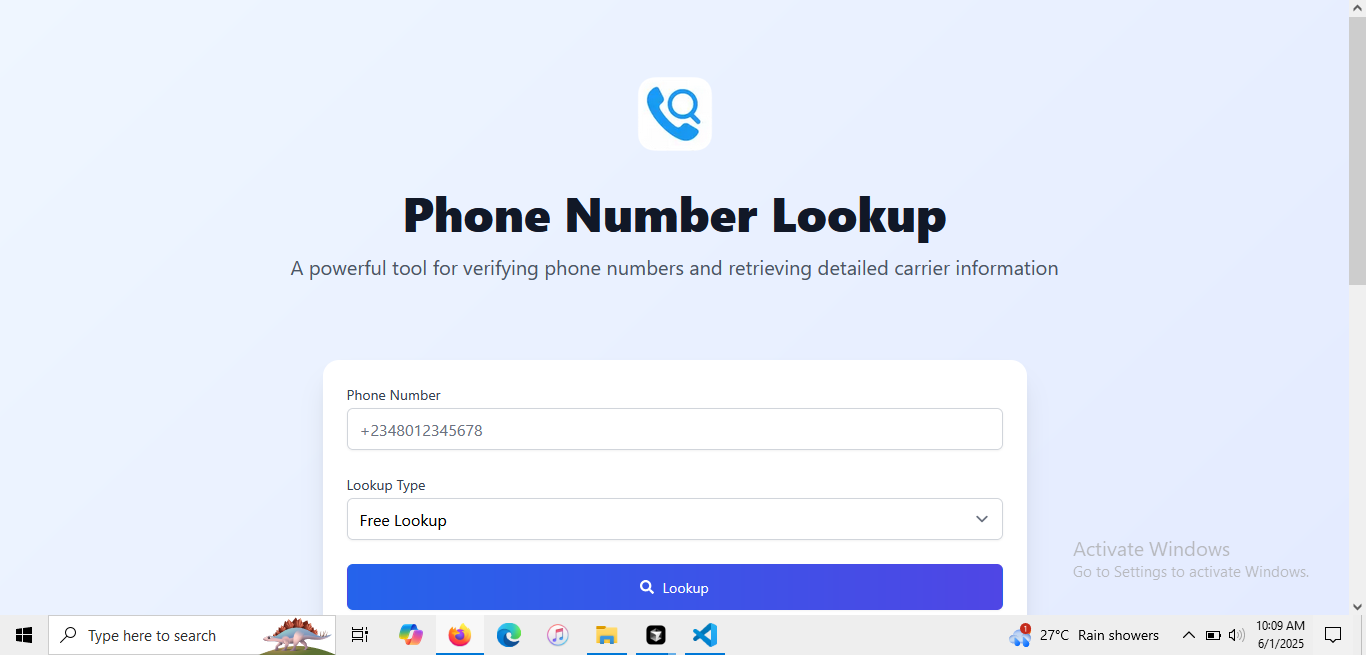 Phone Number Lookup
A powerful tool for verifying phone numbers and retrieving detailed carrier information
Phone Number
+2348012345678
Lookup Type
Free Lookup
Lookup
Activate Windows
Go to Settings to activate Windows.
Type here to search
1
27°C Rain showers
10:09 AM
6/1/2025